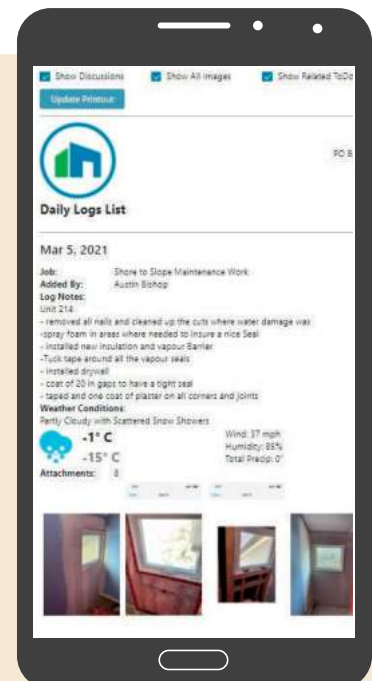 Show Discussions Show All Images Show Related ToDo
Update Printout
PO B
Daily Logs List
Mar 5, 2021
Job: Shore to Slope Maintenance Work
Added By: Austin Bishop
Log Notes:
Unit 214
- removed all nails and cleaned up the cuts where water damage was
-spray foam in areas where needed to insure a nice Seal
- installed new insulation and vapour Barrier
-Tuck tape around all the vapour seals
- installed drywall
- coat of 20 in gaps to have a tight seal
- taped and one coat of plaster on all corners and joints
Weather Conditions:
Partly Cloudy with Scattered Snow Showers
-1° C Wind: 37 mph
Humidity: 85%
-15° C Total Precip: 0"
Attachments: 8